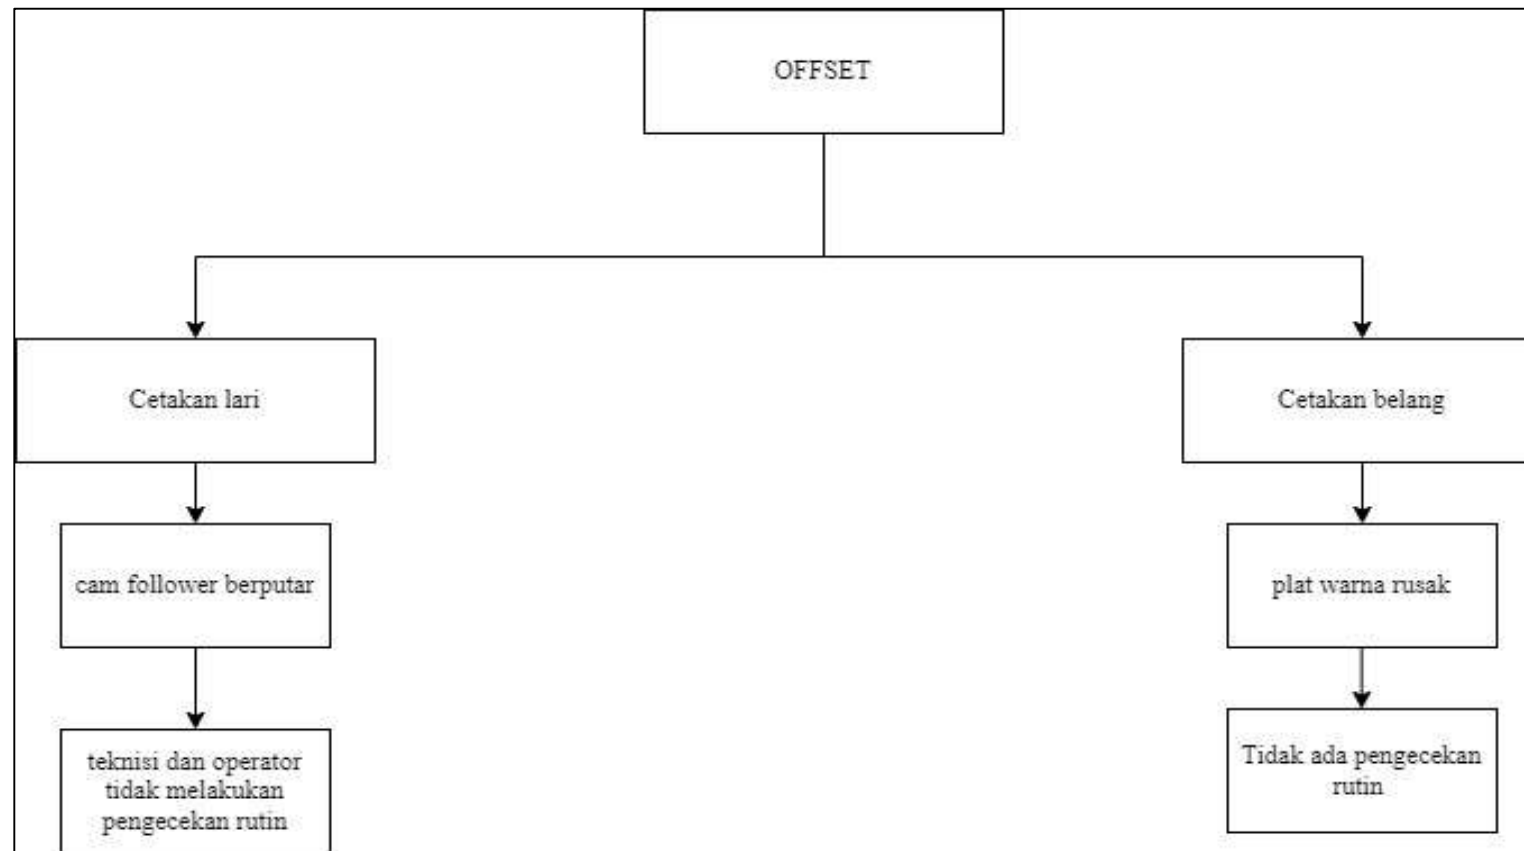 OFFSET
Cetakan lari
Cetakan belang
cam follower berputar
plat warna rusak
teknisi dan operator
tidak melakukan
pengecekan rutin
Tidak ada pengecekan
rutin